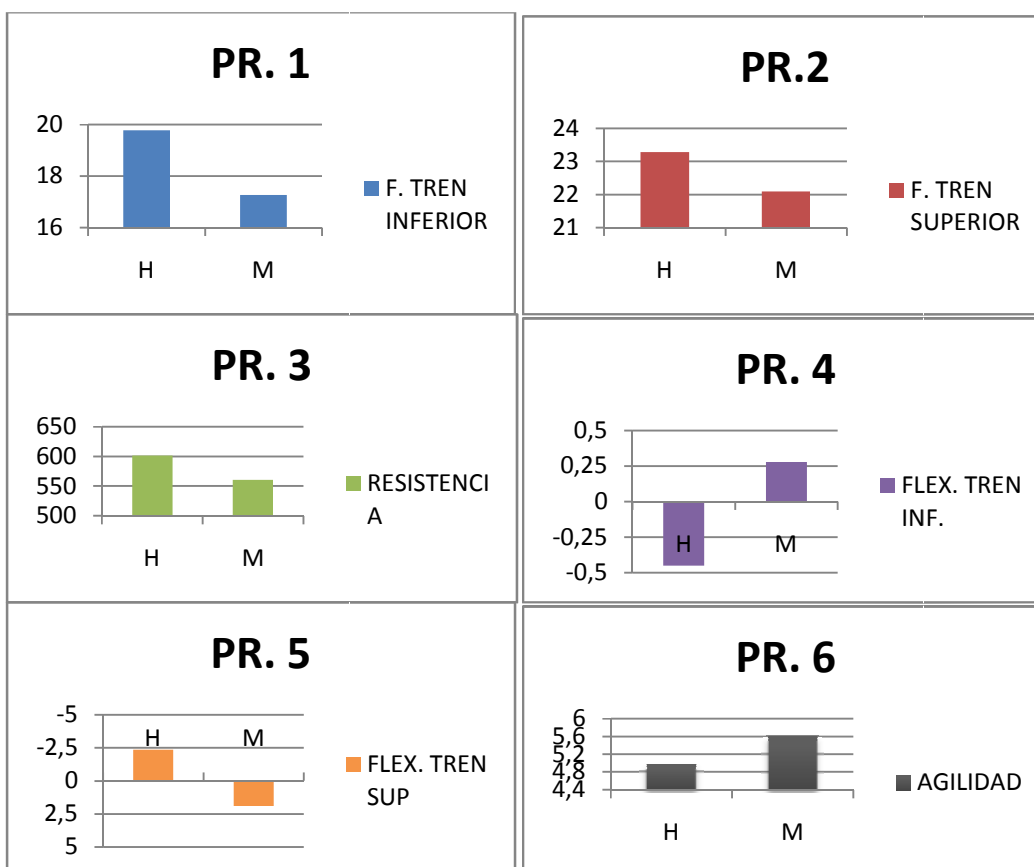 PR. 1
20
18
16
H M
F. TREN
INFERIOR
PR.2
24
23
22
21
H M
F. TREN
SUPERIOR
PR. 3
650
600
550
500
H M
RESISTENCI
A
PR. 4
0,5
0,25
0
-0,25
-0,5
H M
FLEX. TREN
INF.
PR. 5
-5
-2,5
0
2,5
5
H M
FLEX. TREN
SUP
PR. 6
6
5,6
5,2
4,8
4,4
H M
AGILIDAD